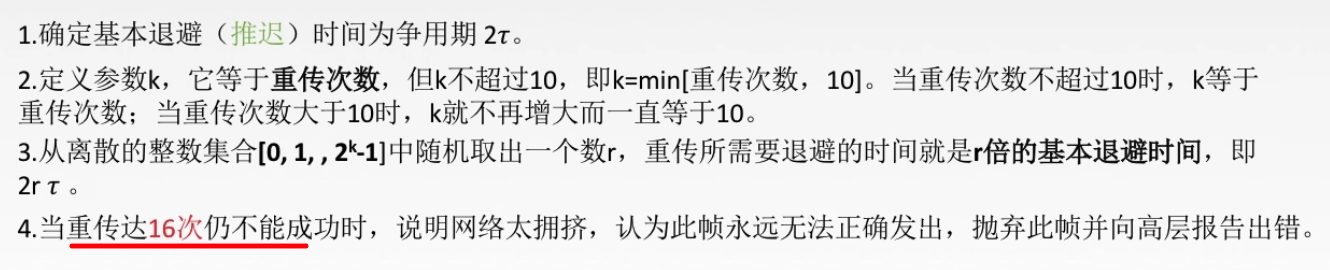 1.确定基本退避（推迟）时间为争用期 2τ。
2.定义参数k，它等于重传次数，但k不超过10，即k=min[重传次数，10]。当重传次数不超过10时，k等于
重传次数；当重传次数大于10时，k就不再增大而一直等于10。
3.从离散的整数集合[0, 1, , 2ᵏ-1]中随机取出一个数r，重传所需要退避的时间就是r倍的基本退避时间，即
2r τ 。
4.当重传达16次仍不能成功时，说明网络太拥挤，认为此帧永远无法正确发出，抛弃此帧并向高层报告出错。